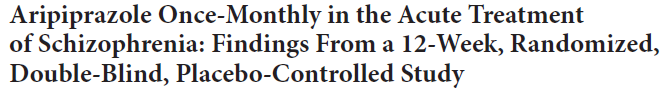 Aripiprazole Once-Monthly in the Acute Treatment
of Schizophrenia: Findings From a 12-Week, Randomized,
Double-Blind, Placebo-Controlled Study